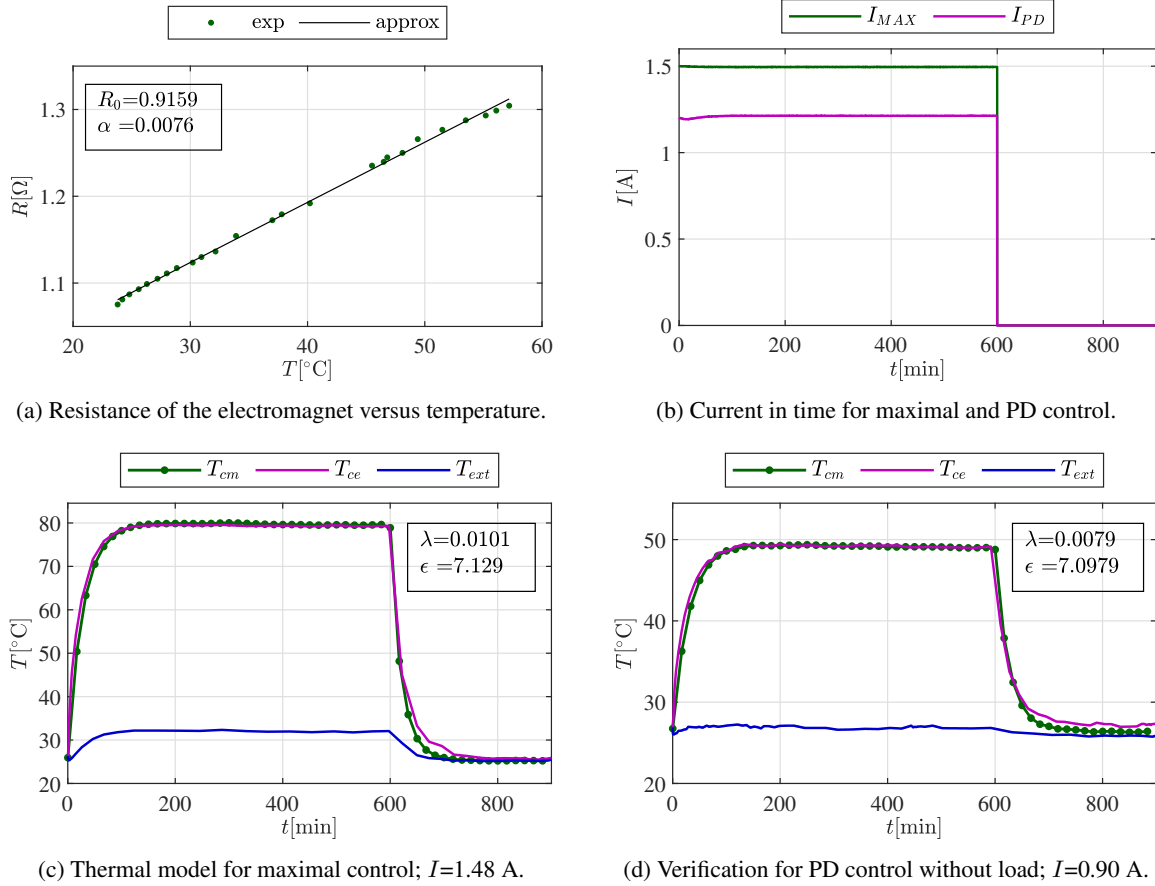 exp approx
R₀=0.9159
α =0.0076
1.3
1.2
1.1
R[Ω]
20 30 40 50 60
T[°C]
(a) Resistance of the electromagnet versus temperature.
I_MAX I_PD
1.5
1
0.5
0
I[A]
0 200 400 600 800
t[min]
(b) Current in time for maximal and PD control.
T_cm T_ce T_ext
λ=0.0101
ϵ =7.129
80
70
60
50
40
30
20
T[°C]
0 200 400 600 800
t[min]
(c) Thermal model for maximal control; I=1.48 A.
T_cm T_ce T_ext
λ=0.0079
ϵ =7.0979
50
40
30
20
T[°C]
0 200 400 600 800
t[min]
(d) Verification for PD control without load; I=0.90 A.